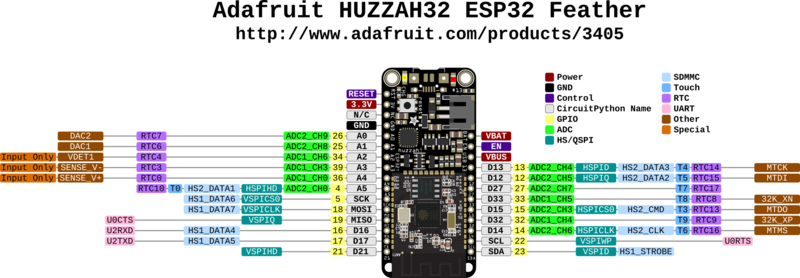 Adafruit HUZZAH32 ESP32 Feather
http://www.adafruit.com/products/3405
Power SDMMC
GND Touch
Control RTC
CircuitPython Name UART
GPIO Other
ADC Special
HS/QSPI
RESET
3.3V
N/C
GND
DAC2 RTC7 ADC2_CH9 26 A0
DAC1 RTC6 ADC2_CH8 25 A1
Input Only VDET1 RTC4 ADC1_CH6 34 A2
Input Only SENSE_V- RTC3 ADC1_CH3 39 A3
Input Only SENSE_V+ RTC0 ADC1_CH0 36 A4
RTC10 T0 HS2_DATA1 HSPIHD ADC2_CH0 4 A5
HS1_DATA6 VSPICS0 5 SCK
HS1_DATA7 VSPICLK 18 MOSI
U0CTS VSPIQ 19 MISO
U2RXD HS1_DATA4 16 D16
U2TXD HS1_DATA5 17 D17
VSPIHD 21 D21
VBAT
EN
VBUS
D13 13 ADC2_CH4 HSPID HS2_DATA3 T4 RTC14 MTCK
D12 12 ADC2_CH5 HSPIQ HS2_DATA2 T5 RTC15 MTDI
D27 27 ADC2_CH7 T7 RTC17
D33 33 ADC1_CH5 T8 RTC8 32K_XN
D15 15 ADC2_CH3 HSPICS0 HS2_CMD T3 RTC13 MTDO
D32 32 ADC1_CH4 T9 RTC9 32K_XP
D14 14 ADC2_CH6 HSPICLK HS2_CLK T6 RTC16 MTMS
SCL 22 VSPIWP U0RTS
SDA 23 VSPID HS1_STROBE